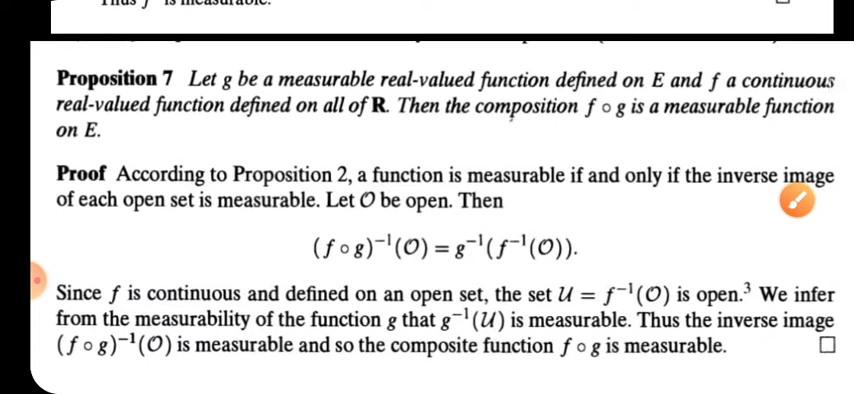 Thus f is measurable.
Proposition 7 Let g be a measurable real-valued function defined on E and f a continuous
real-valued function defined on all of R. Then the composition f ∘ g is a measurable function
on E.
Proof According to Proposition 2, a function is measurable if and only if the inverse image
of each open set is measurable. Let 𝒪 be open. Then
(f ∘ g)⁻¹(𝒪) = g⁻¹(f⁻¹(𝒪)).
Since f is continuous and defined on an open set, the set 𝒰 = f⁻¹(𝒪) is open.³ We infer
from the measurability of the function g that g⁻¹(𝒰) is measurable. Thus the inverse image
(f ∘ g)⁻¹(𝒪) is measurable and so the composite function f ∘ g is measurable. □